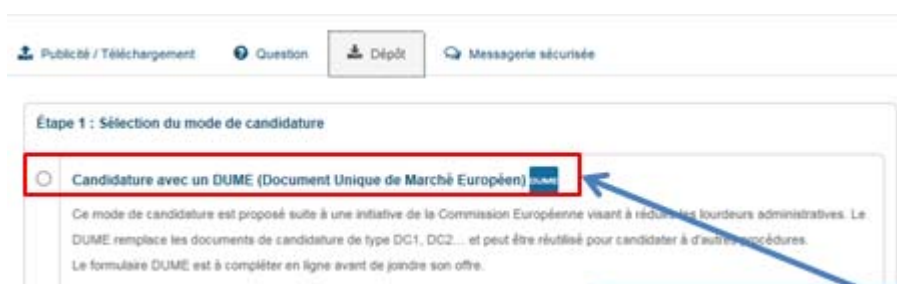 Publicité / Téléchargement Question Dépôt Messagerie sécurisée
Étape 1 : Sélection du mode de candidature
Candidature avec un DUME (Document Unique de Marché Européen) DUME
Ce mode de candidature est proposé suite à une initiative de la Commission Européenne visant à réduire les lourdeurs administratives. Le
DUME remplace les documents de candidature de type DC1, DC2... et peut être réutilisé pour candidater à d'autres procédures.
Le formulaire DUME est à compléter en ligne avant de joindre son offre.